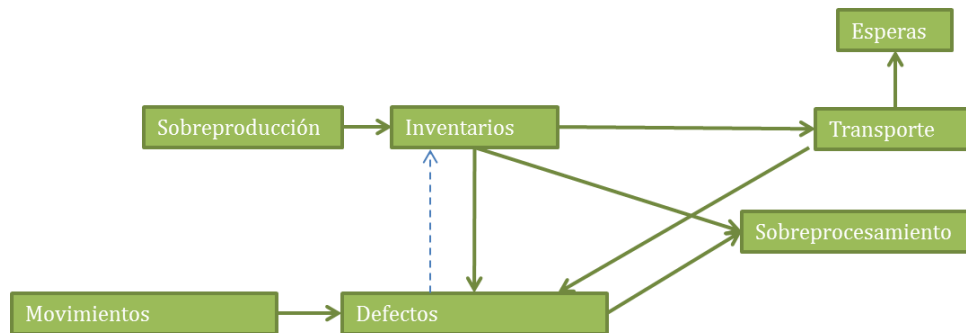 Esperas
Sobreproducción
Inventarios
Transporte
Sobreprocesamiento
Movimientos
Defectos